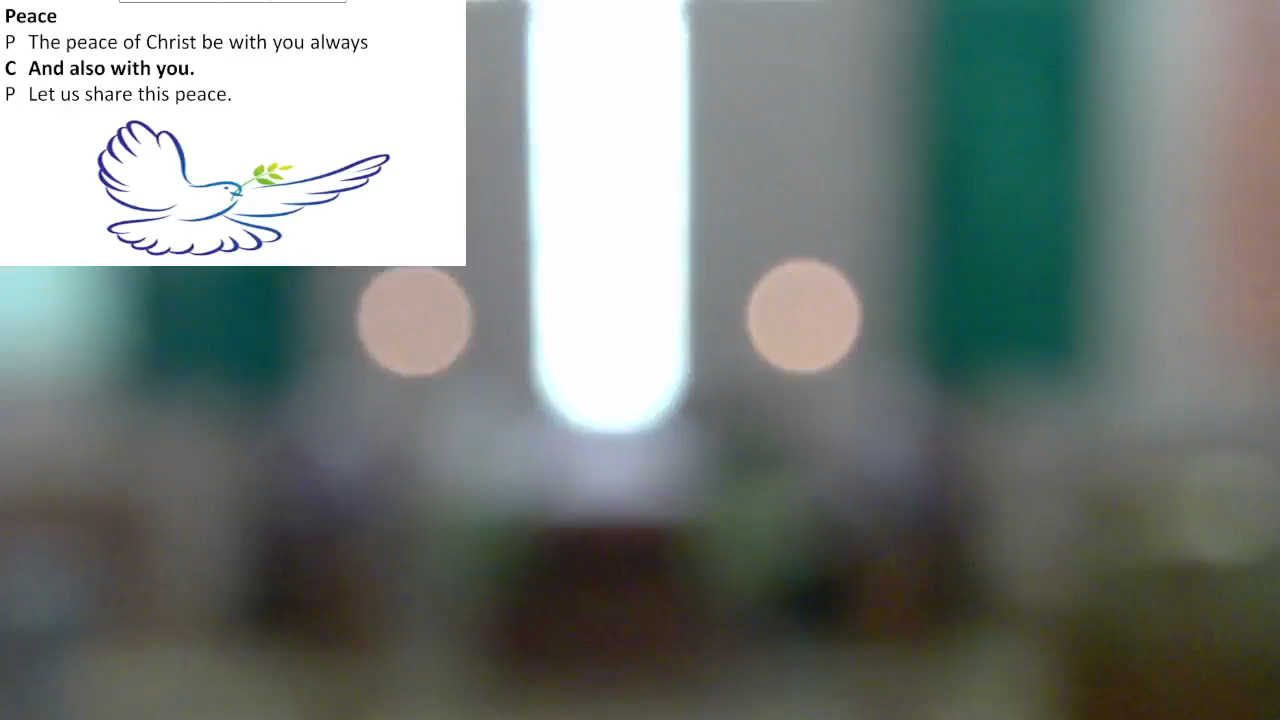 Peace
P The peace of Christ be with you always
C And also with you.
P Let us share this peace.